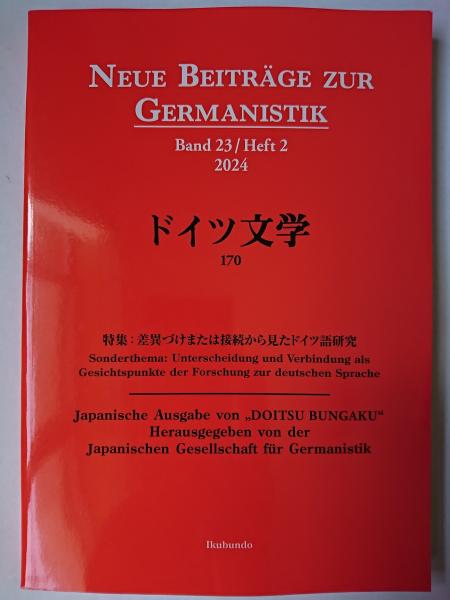 NEUE BEITRÄGE ZUR
GERMANISTIK
Band 23 / Heft 2
2024
ドイツ文学
170
特集：差異づけまたは接続から見たドイツ語研究
Sonderthema: Unterscheidung und Verbindung als
Gesichtspunkte der Forschung zur deutschen Sprache
Japanische Ausgabe von „DOITSU BUNGAKU“
Herausgegeben von der
Japanischen Gesellschaft für Germanistik
Ikubundo